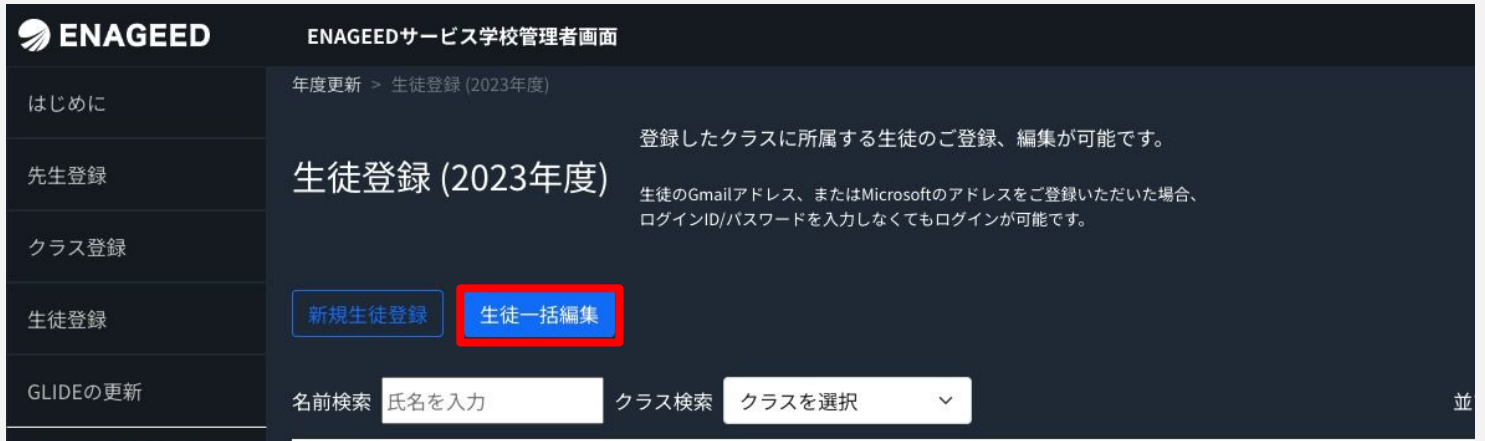 ENAGEED
ENAGEEDサービス学校管理者画面
はじめに
先生登録
クラス登録
生徒登録
GLIDEの更新
年度更新 > 生徒登録 (2023年度)
生徒登録 (2023年度)
登録したクラスに所属する生徒のご登録、編集が可能です。
生徒のGmailアドレス、またはMicrosoftのアドレスをご登録いただいた場合、
ログインID/パスワードを入力しなくてもログインが可能です。
新規生徒登録
生徒一括編集
名前検索 氏名を入力 クラス検索 クラスを選択 並